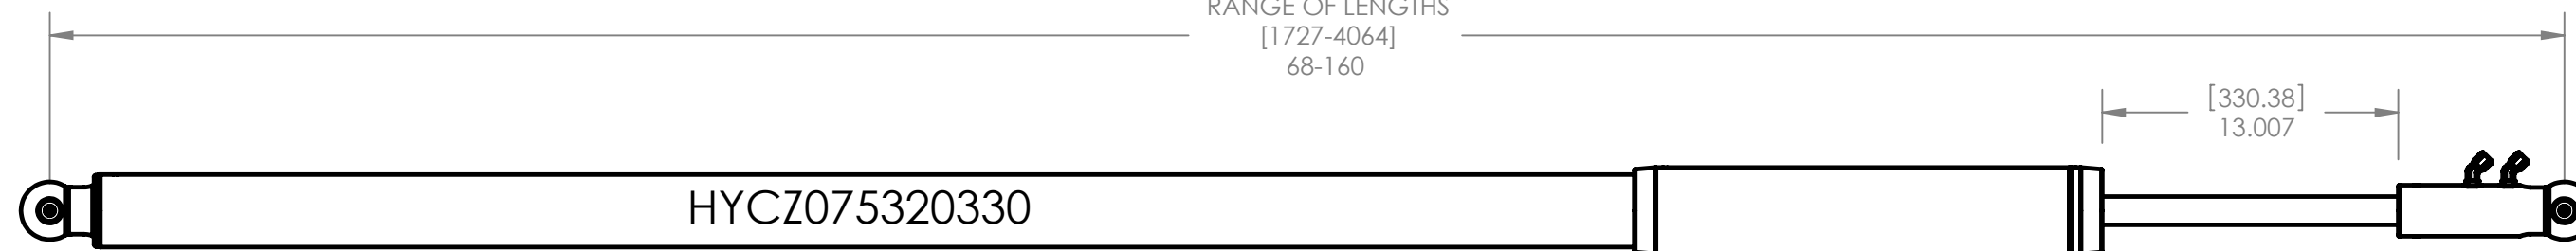 RANGE OF LENGTHS
[1727-4064]
68-160
[330.38]
13.007
HYCZ075320330